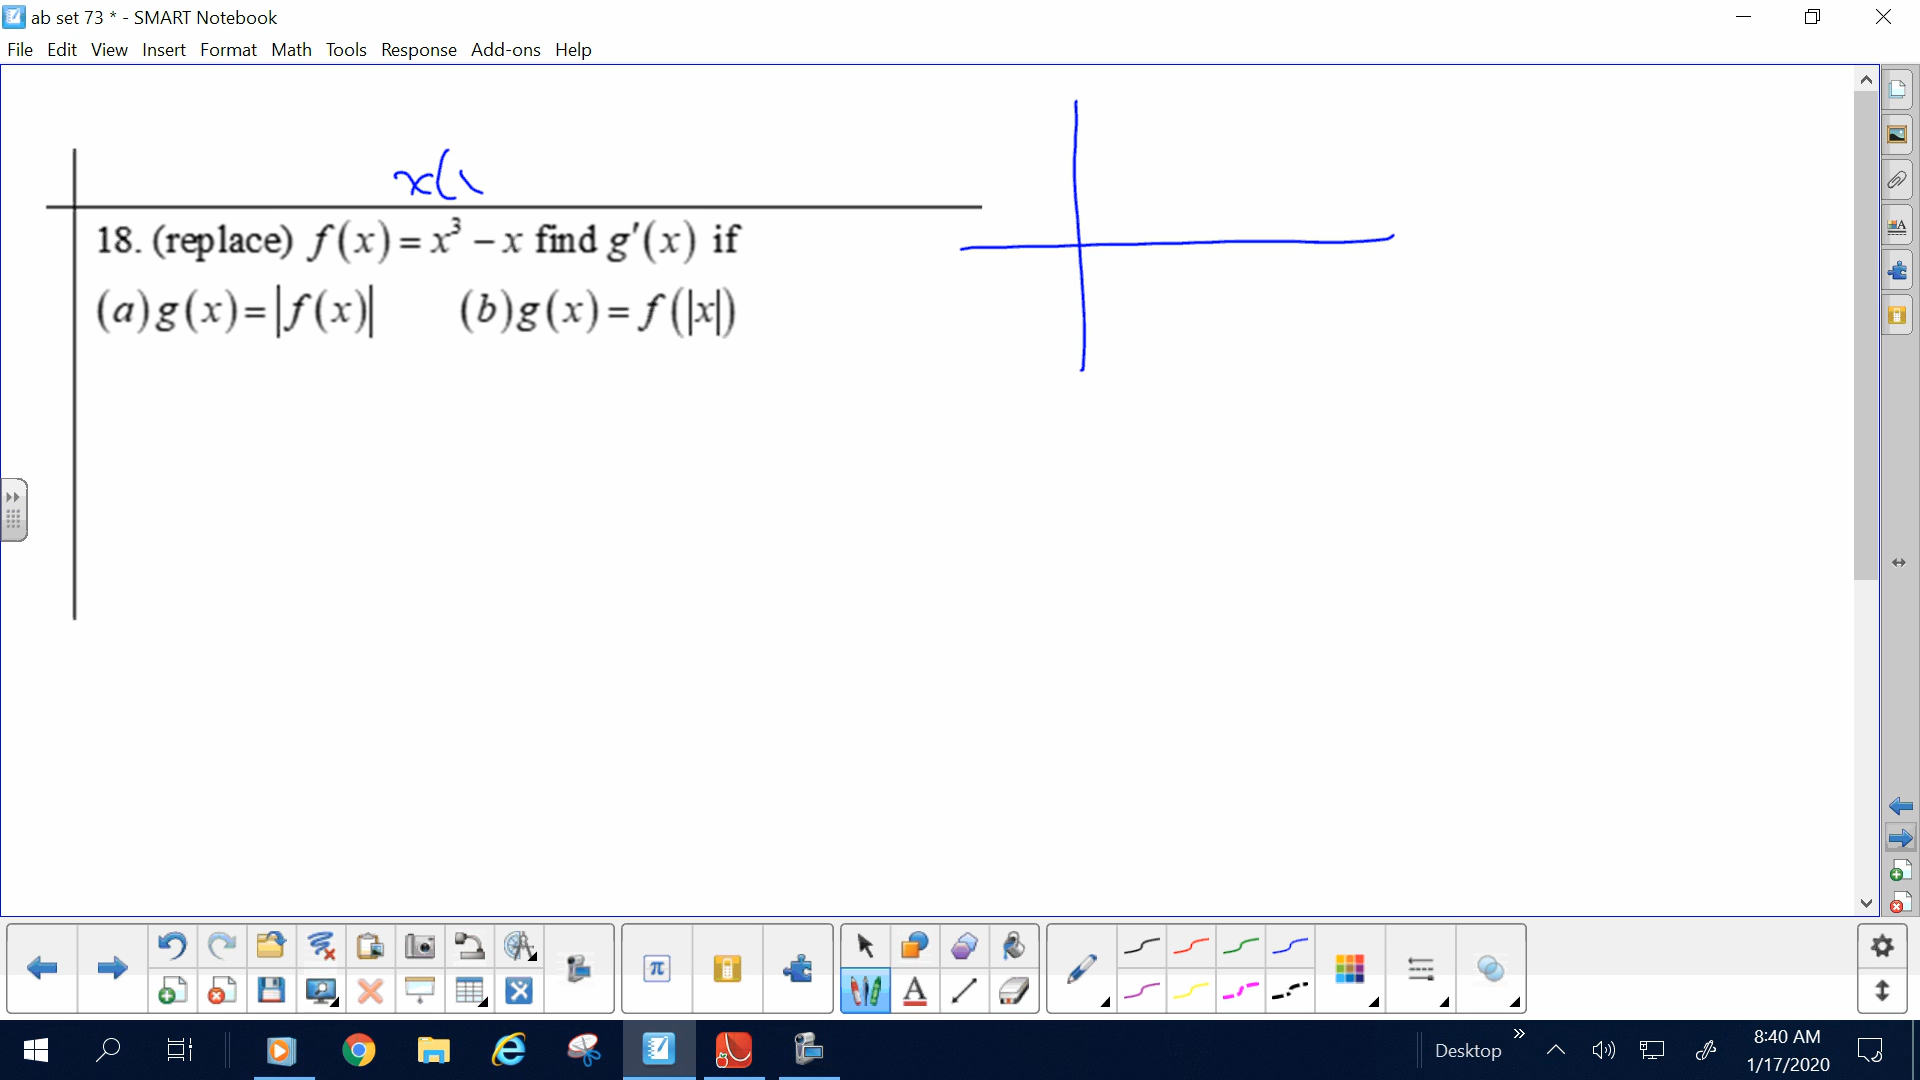 ab set 73 * - SMART Notebook
File Edit View Insert Format Math Tools Response Add-ons Help
x(
18. (replace) f(x) = x³ – x find g′(x) if
(a) g(x) = |f(x)| (b) g(x) = f(|x|)
π
A
Desktop
8:40 AM
1/17/2020